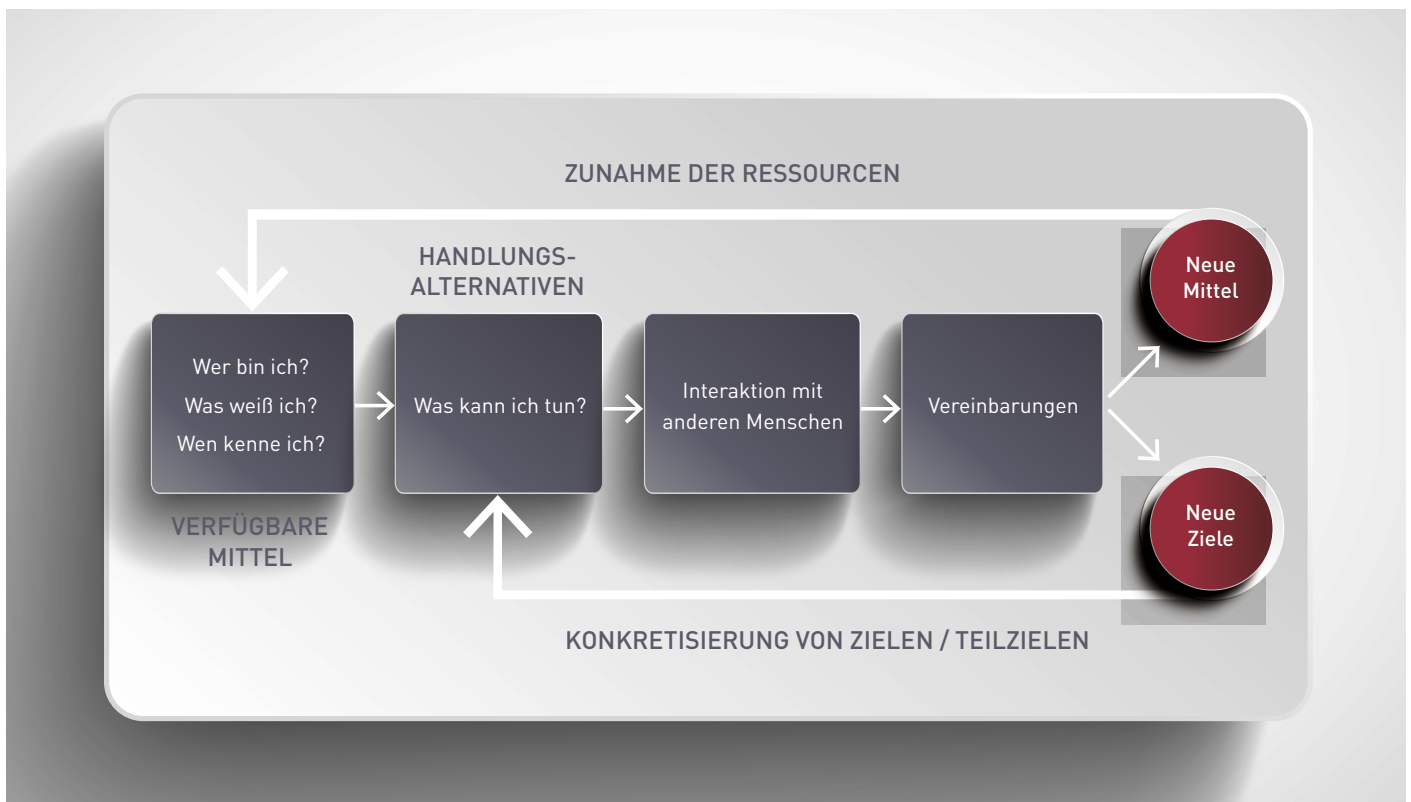 ZUNAHME DER RESSOURCEN
HANDLUNGS-
ALTERNATIVEN
Neue
Mittel
Wer bin ich?
Was weiß ich?
Wen kenne ich?
Was kann ich tun?
Interaktion mit
anderen Menschen
Vereinbarungen
VERFÜGBARE
MITTEL
Neue
Ziele
KONKRETISIERUNG VON ZIELEN / TEILZIELEN